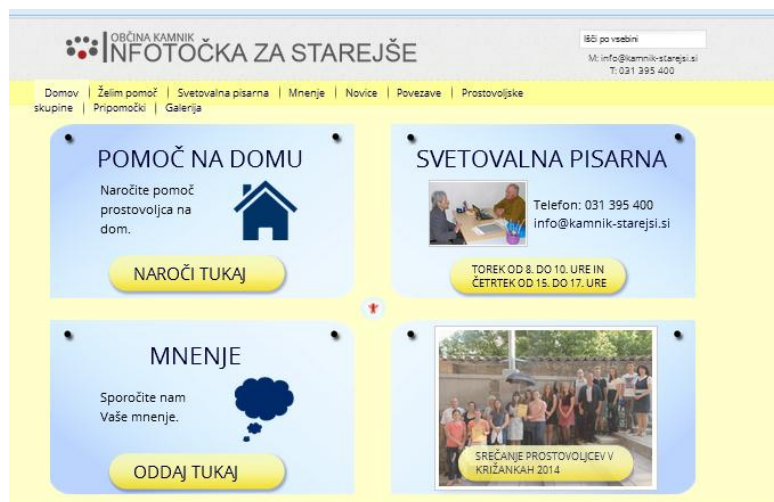 OBČINA KAMNIK
INFOTOČKA ZA STAREJŠE
Išči po vsebini
M: info@kamnik-starejsi.si
T: 031 395 400
Domov | Želim pomoč | Svetovalna pisarna | Mnenje | Novice | Povezave | Prostovoljske
skupine | Pripomočki | Galerija
POMOČ NA DOMU
Naročite pomoč
prostovoljca na
dom.
NAROČI TUKAJ
SVETOVALNA PISARNA
Telefon: 031 395 400
info@kamnik-starejsi.si
TOREK OD 8. DO 10. URE IN
ČETRTEK OD 15. DO 17. URE
MNENJE
Sporočite nam
Vaše mnenje.
ODDAJ TUKAJ
SREČANJE PROSTOVOLJCEV V
KRIŽANKAH 2014